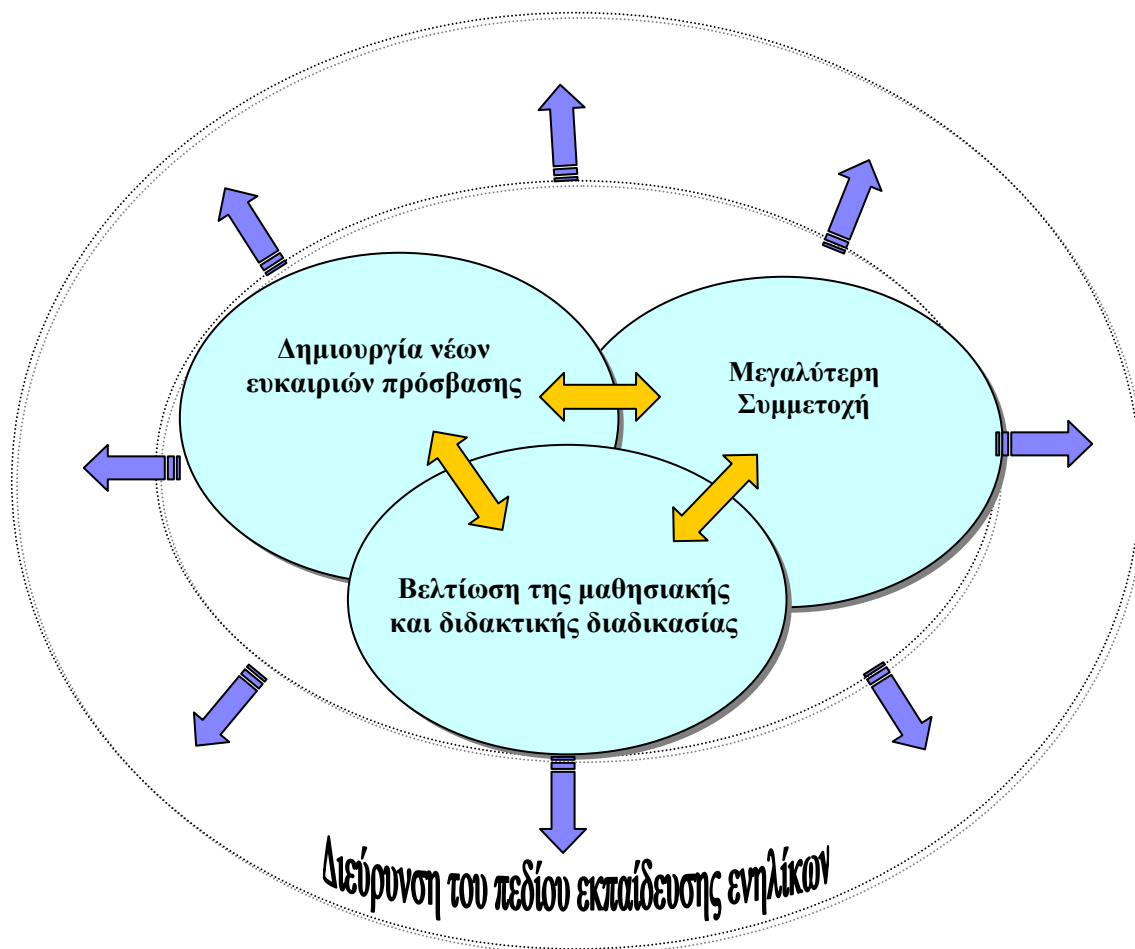 Δημιουργία νέων
ευκαιριών πρόσβασης
Μεγαλύτερη
Συμμετοχή
Βελτίωση της μαθησιακής
και διδακτικής διαδικασίας
Διεύρυνση του πεδίου εκπαίδευσης ενηλίκων